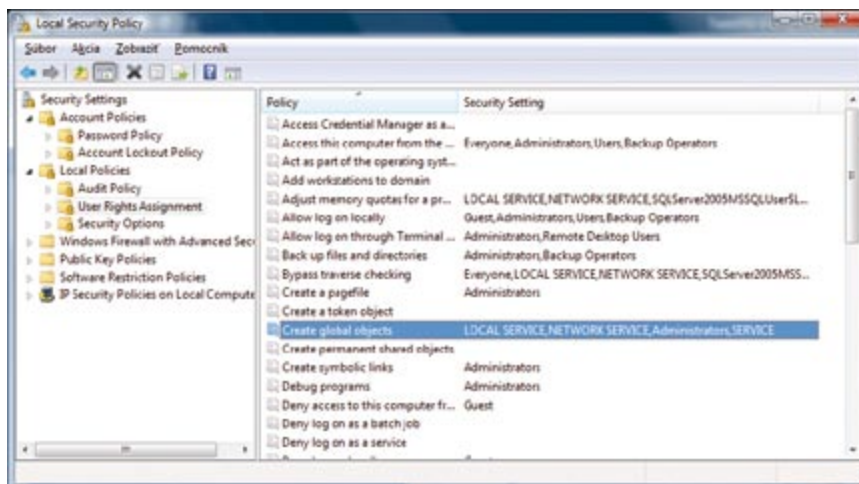 Local Security Policy
Súbor Akcia Zobraziť Pomocník
Security Settings
Account Policies
Password Policy
Account Lockout Policy
Local Policies
Audit Policy
User Rights Assignment
Security Options
Windows Firewall with Advanced Secu
Public Key Policies
Software Restriction Policies
IP Security Policies on Local Compute
Policy Security Setting
Access Credential Manager as a...
Access this computer from the ... Everyone,Administrators,Users,Backup Operators
Act as part of the operating syst...
Add workstations to domain
Adjust memory quotas for a pr... LOCAL SERVICE,NETWORK SERVICE,SQLServer2005MSSQLUser$L...
Allow log on locally Guest,Administrators,Users,Backup Operators
Allow log on through Terminal ... Administrators,Remote Desktop Users
Back up files and directories Administrators,Backup Operators
Bypass traverse checking Everyone,LOCAL SERVICE,NETWORK SERVICE,SQLServer2005MSS...
Create a pagefile Administrators
Create a token object
Create global objects LOCAL SERVICE,NETWORK SERVICE,Administrators,SERVICE
Create permanent shared objects
Create symbolic links Administrators
Debug programs Administrators
Deny access to this computer fr... Guest
Deny log on as a batch job
Deny log on as a service